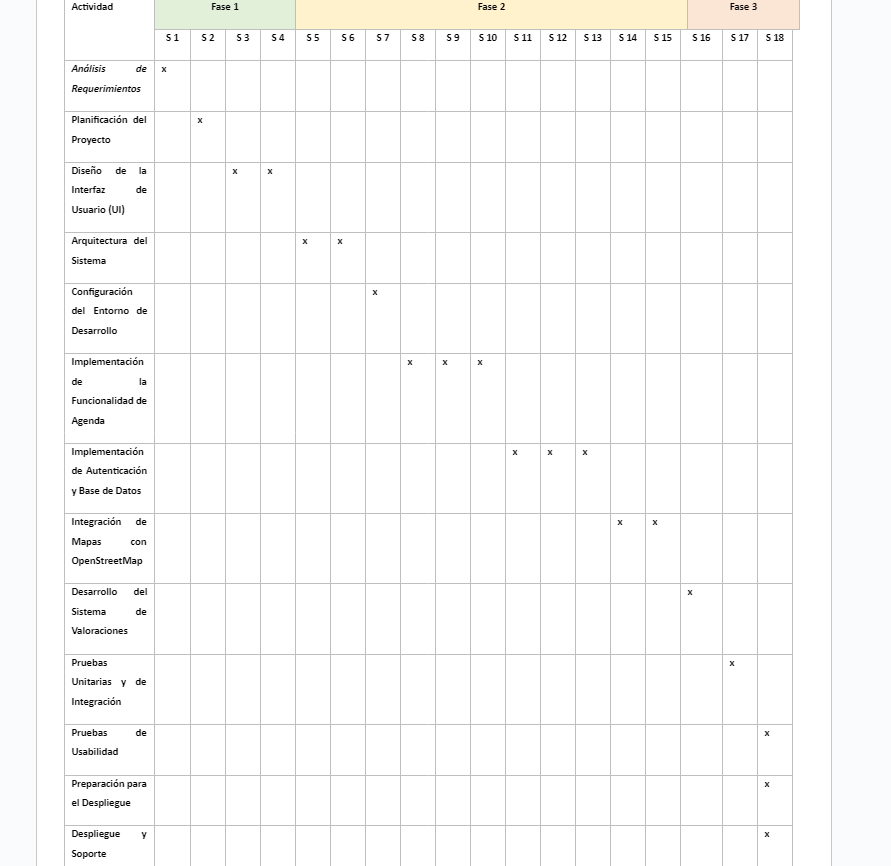 Actividad Fase 1 Fase 2 Fase 3
S 1 S 2 S 3 S 4 S 5 S 6 S 7 S 8 S 9 S 10 S 11 S 12 S 13 S 14 S 15 S 16 S 17 S 18
Análisis de x
Requerimientos
Planificación del x
Proyecto
Diseño de la x x
Interfaz de
Usuario (UI)
Arquitectura del x x
Sistema
Configuración x
del Entorno de
Desarrollo
Implementación x x x
de la
Funcionalidad de
Agenda
Implementación x x x
de Autenticación
y Base de Datos
Integración de x x
Mapas con
OpenStreetMap
Desarrollo del x
Sistema de
Valoraciones
Pruebas x
Unitarias y de
Integración
Pruebas de x
Usabilidad
Preparación para x
el Despliegue
Despliegue y x
Soporte